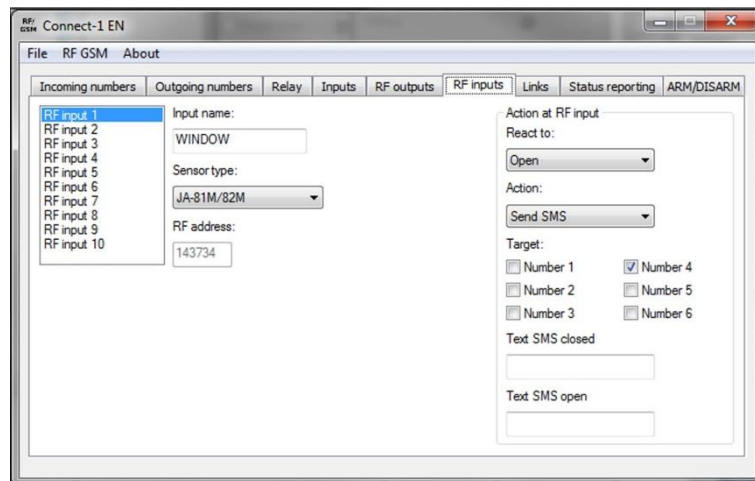 RF/GSM Connect-1 EN
File RF GSM About
Incoming numbers Outgoing numbers Relay Inputs RF outputs RF inputs Links Status reporting ARM/DISARM
RF input 1
RF input 2
RF input 3
RF input 4
RF input 5
RF input 6
RF input 7
RF input 8
RF input 9
RF input 10
Input name:
WINDOW
Sensor type:
JA-81M/82M
RF address:
143734
Action at RF input
React to:
Open
Action:
Send SMS
Target:
Number 1 Number 4
Number 2 Number 5
Number 3 Number 6
Text SMS closed
Text SMS open